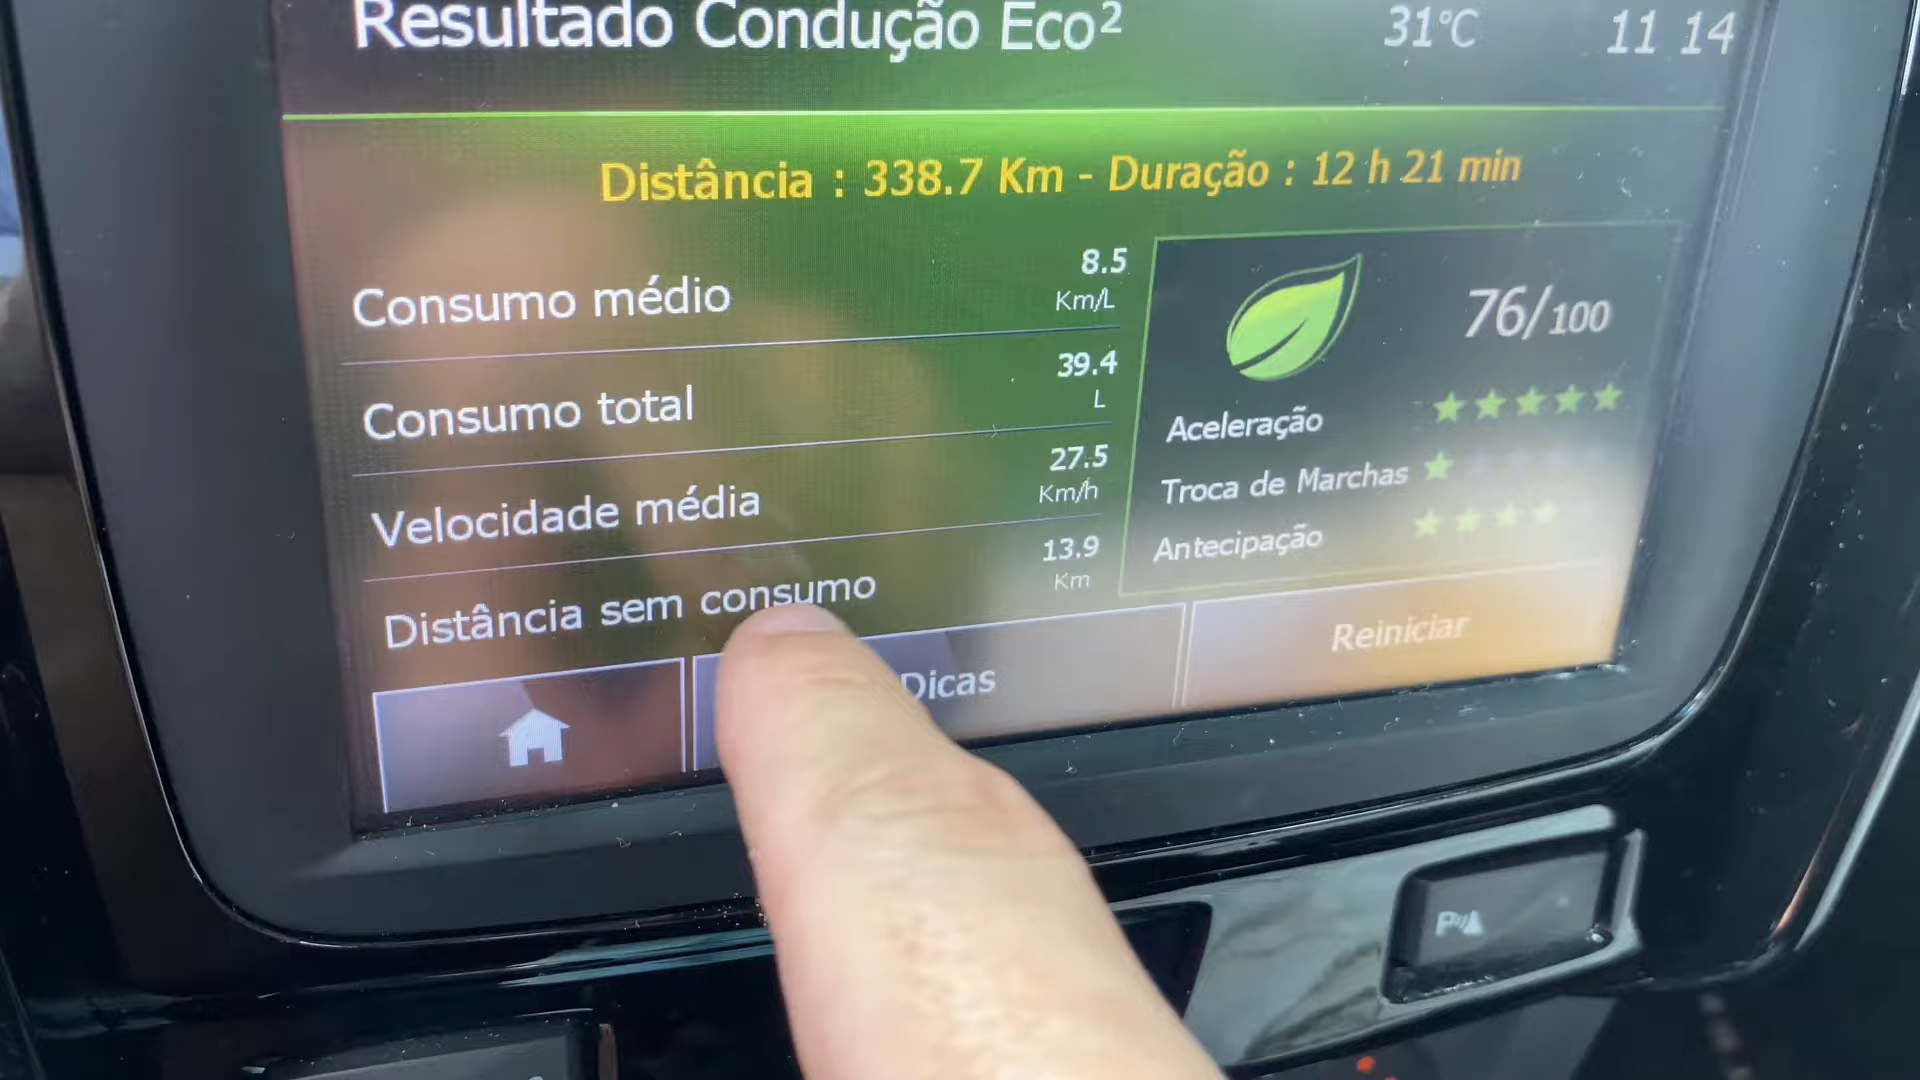 Resultado Condução Eco² 31°C 11 14
Distância : 338.7 Km - Duração : 12 h 21 min
Consumo médio 8.5 Km/L
Consumo total 39.4 L
Velocidade média 27.5 Km/h
Distância sem consumo 13.9 Km
76/100
Aceleração
Troca de Marchas
Antecipação
Dicas
Reiniciar
P